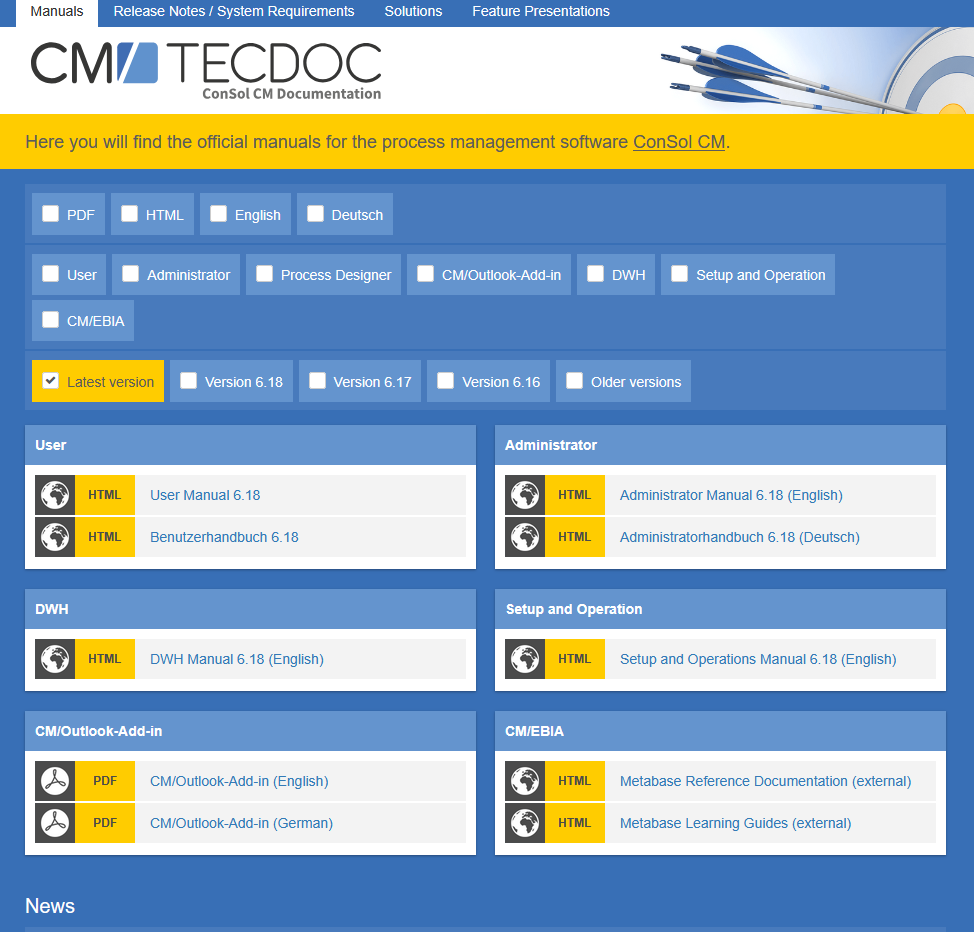 Manuals Release Notes / System Requirements Solutions Feature Presentations
CM/ TECDOC
ConSol CM Documentation
Here you will find the official manuals for the process management software ConSol CM.
PDF HTML English Deutsch
User Administrator Process Designer CM/Outlook-Add-in DWH Setup and Operation
CM/EBIA
Latest version Version 6.18 Version 6.17 Version 6.16 Older versions
User
HTML User Manual 6.18
HTML Benutzerhandbuch 6.18
Administrator
HTML Administrator Manual 6.18 (English)
HTML Administratorhandbuch 6.18 (Deutsch)
DWH
HTML DWH Manual 6.18 (English)
Setup and Operation
HTML Setup and Operations Manual 6.18 (English)
CM/Outlook-Add-in
PDF CM/Outlook-Add-in (English)
PDF CM/Outlook-Add-in (German)
CM/EBIA
HTML Metabase Reference Documentation (external)
HTML Metabase Learning Guides (external)
News